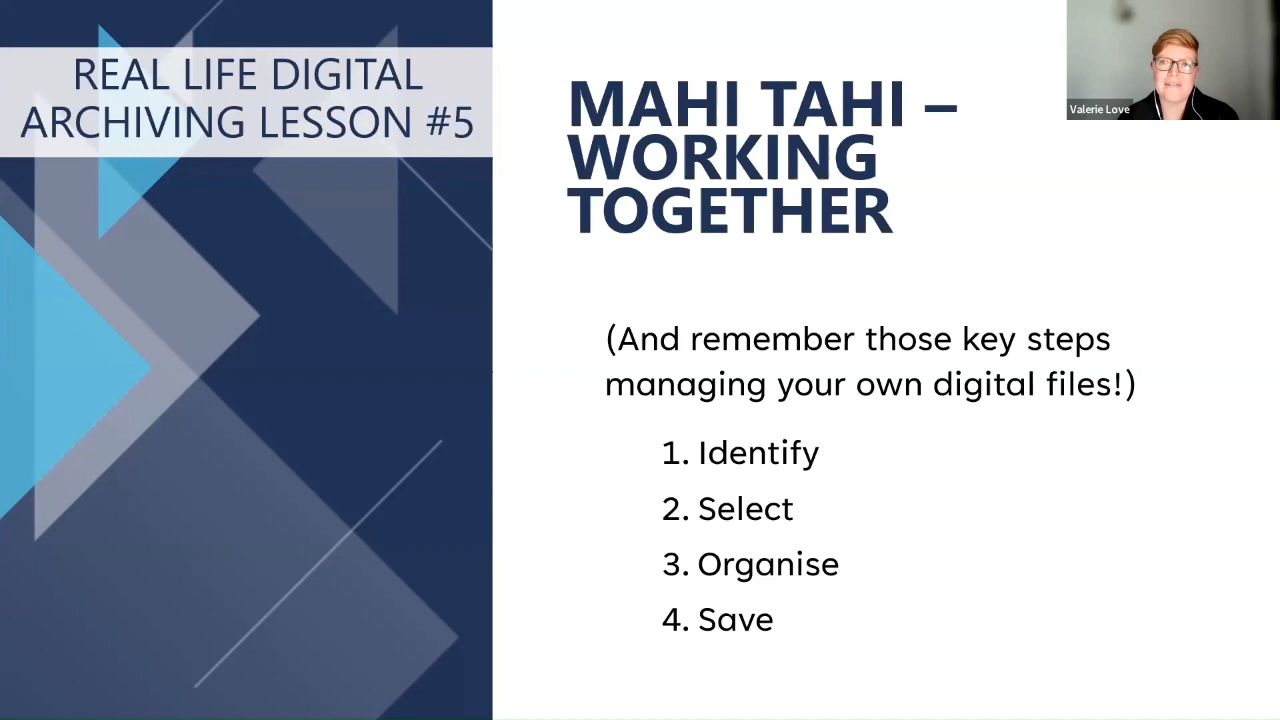 REAL LIFE DIGITAL
ARCHIVING LESSON #5
MAHI TAHI –
WORKING
TOGETHER
Valerie Love
(And remember those key steps
managing your own digital files!)
1. Identify
2. Select
3. Organise
4. Save